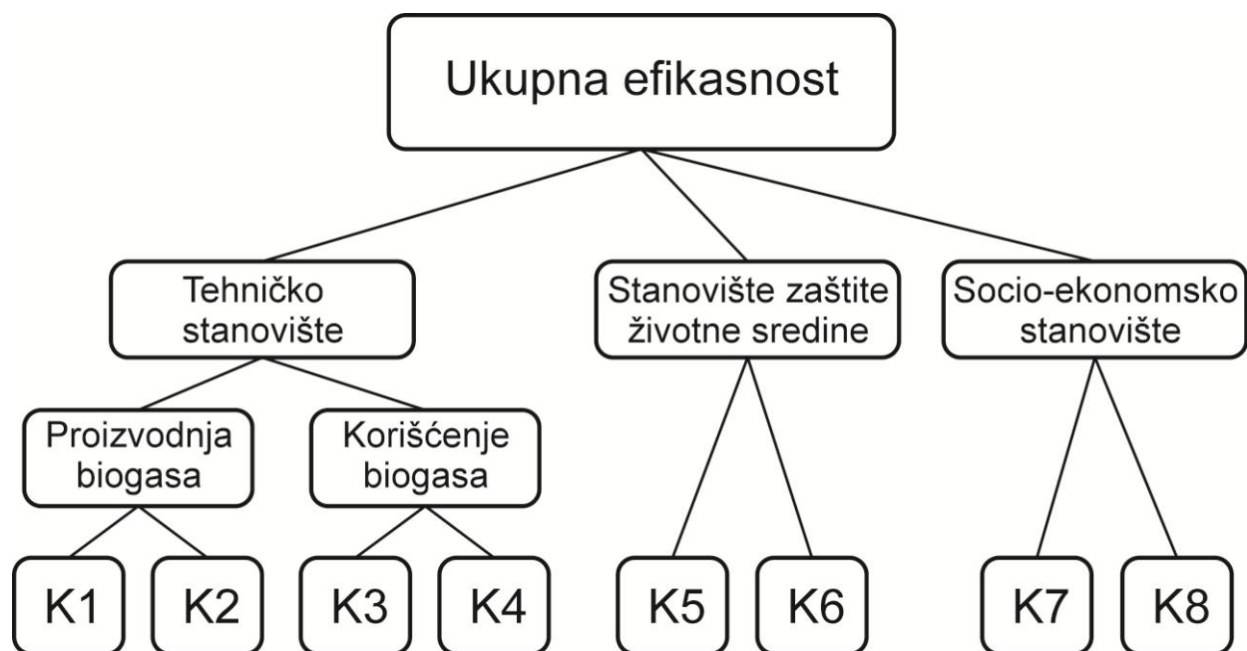 Ukupna efikasnost
Tehničko
stanovište
Stanovište zaštite
životne sredine
Socio-ekonomsko
stanovište
Proizvodnja
biogasa
Korišćenje
biogasa
K1
K2
K3
K4
K5
K6
K7
K8